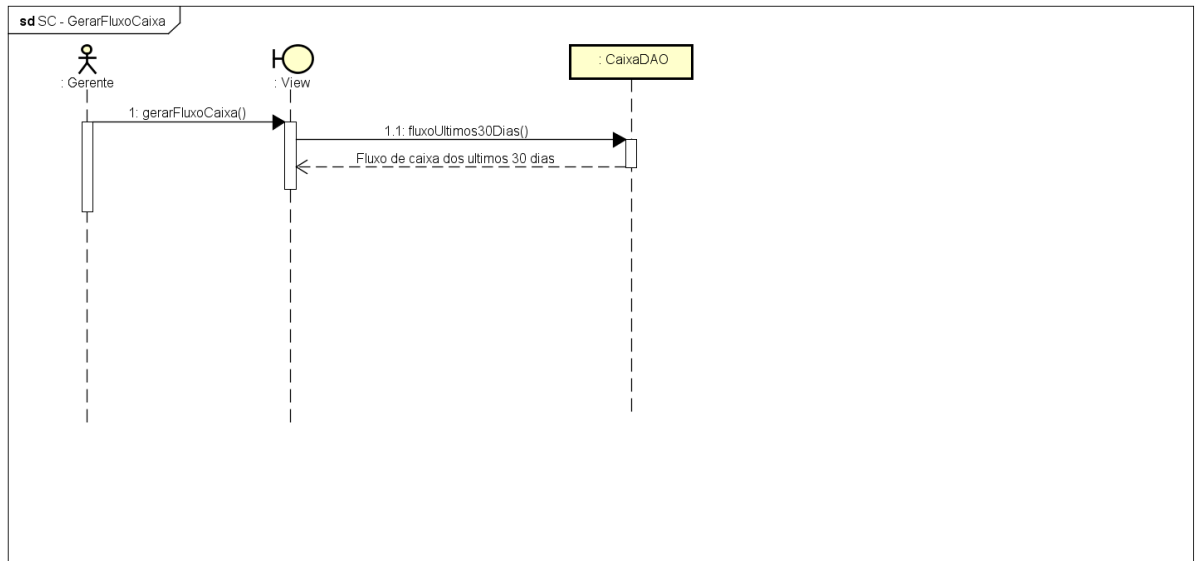 sd SC - GerarFluxoCaixa
: Gerente
: View
: CaixaDAO
1: gerarFluxoCaixa()
1.1: fluxoUltimos30Dias()
Fluxo de caixa dos ultimos 30 dias